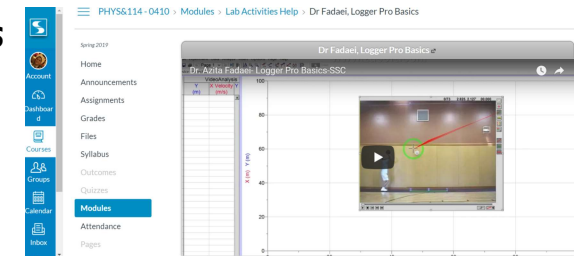 PHYS&114 - 0410 > Modules > Lab Activities Help > Dr Fadaei, Logger Pro Basics
Spring 2019
Account
Dashboar
d
Courses
Groups
Calendar
Inbox
Home
Announcements
Assignments
Grades
Files
Syllabus
Outcomes
Quizzes
Modules
Attendance
Pages
Dr Fadaei, Logger Pro Basics
Dr. Azita Fadaei- Logger Pro Basics-SSC
VideoAnalysis
Y
(m)
X Velocity
(m/s)
Y
100
80
60
40
20
0
X (m)
Y (m)